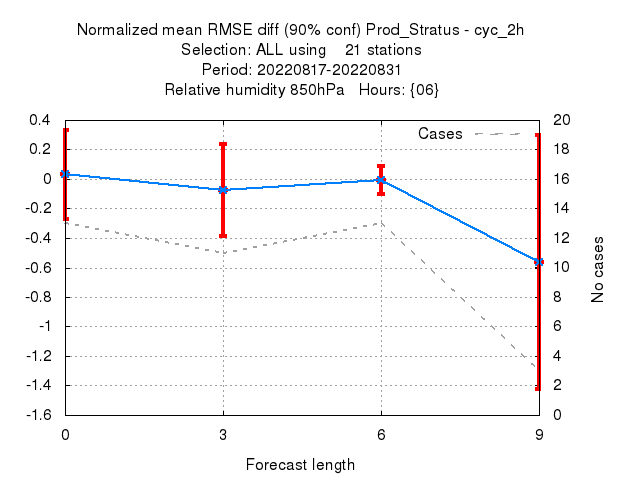 Normalized mean RMSE diff (90% conf) Prod_Stratus - cyc_2h
Selection: ALL using    21 stations
Period: 20220817-20220831
Relative humidity 850hPa   Hours: {06}
Cases
0.4
0.2
0
-0.2
-0.4
-0.6
-0.8
-1
-1.2
-1.4
-1.6
20
18
16
14
12
10
8
6
4
2
0
No cases
0 3 6 9
Forecast length